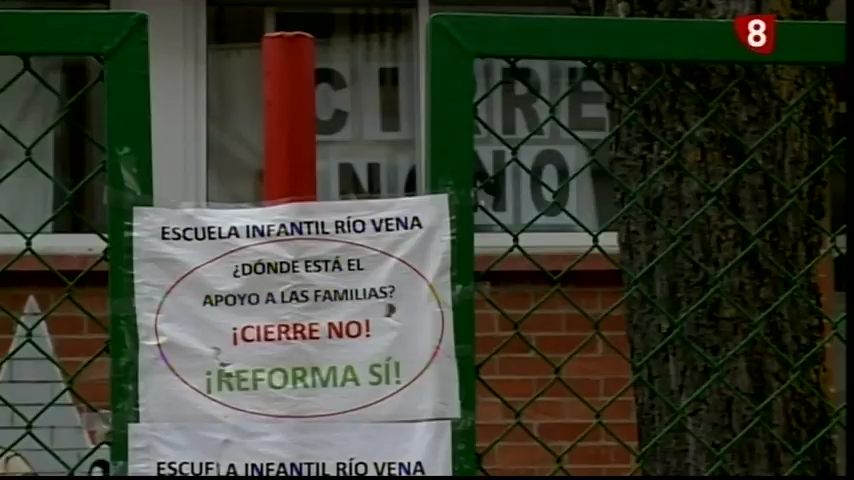 8
CIERRE
NO NO
ESCUELA INFANTIL RÍO VENA
¿DÓNDE ESTÁ EL
APOYO A LAS FAMILIAS?
¡CIERRE NO!
¡REFORMA SÍ!
ESCUELA INFANTIL RÍO VENA